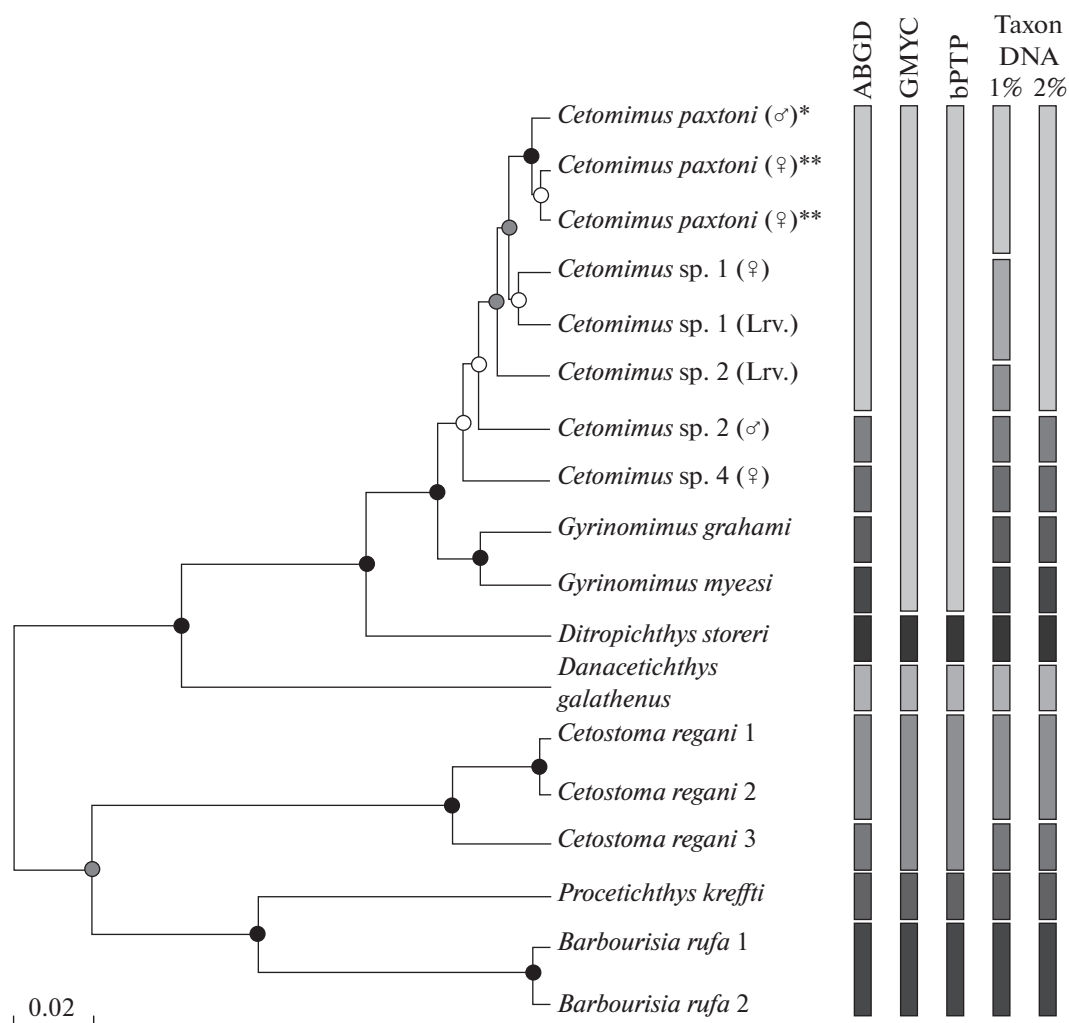 ABGD
GMYC
bPTP
Taxon
DNA
1% 2%
Cetomimus paxtoni (♂)*
Cetomimus paxtoni (♀)**
Cetomimus paxtoni (♀)**
Cetomimus sp. 1 (♀)
Cetomimus sp. 1 (Lrv.)
Cetomimus sp. 2 (Lrv.)
Cetomimus sp. 2 (♂)
Cetomimus sp. 4 (♀)
Gyrinomimus grahami
Gyrinomimus myeƨsi
Ditropichthys storeri
Danacetichthys
galathenus
Cetostoma regani 1
Cetostoma regani 2
Cetostoma regani 3
Procetichthys kreffti
Barbourisia rufa 1
Barbourisia rufa 2
0.02